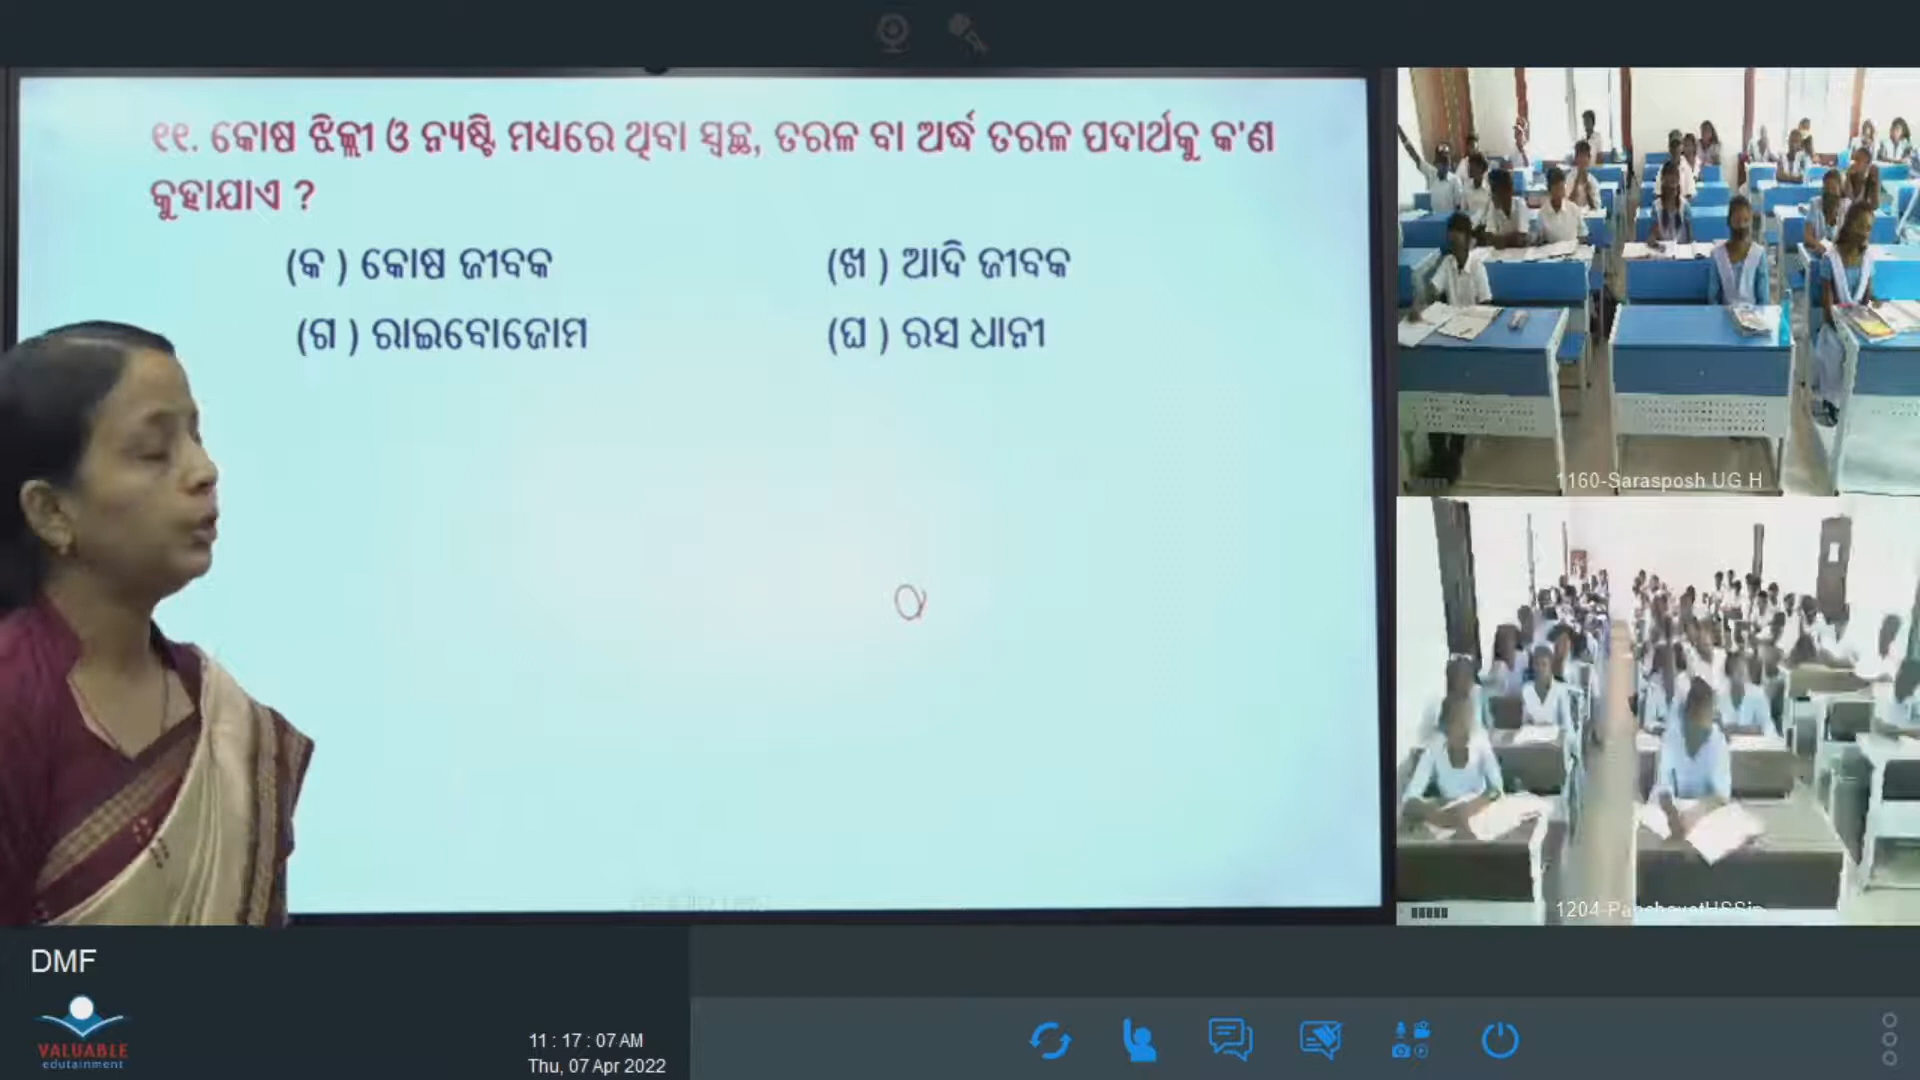 ୧୧. କୋଷ ଝିଲ୍ଲୀ ଓ ନ୍ୟଷ୍ଟି ମଧ୍ୟରେ ଥିବା ସ୍ୱଚ୍ଛ, ତରଳ ବା ଅର୍ଦ୍ଧ ତରଳ ପଦାର୍ଥକୁ କ'ଣ
କୁହାଯାଏ ?
(କ ) କୋଷ ଜୀବକ (ଖ ) ଆଦି ଜୀବକ
(ଗ ) ରାଇବୋଜୋମ (ଘ ) ରସ ଧାନୀ
1160-Sarasposh UG H
DMF
VALUABLE
edutainment
11 : 17 : 07 AM
Thu, 07 Apr 2022